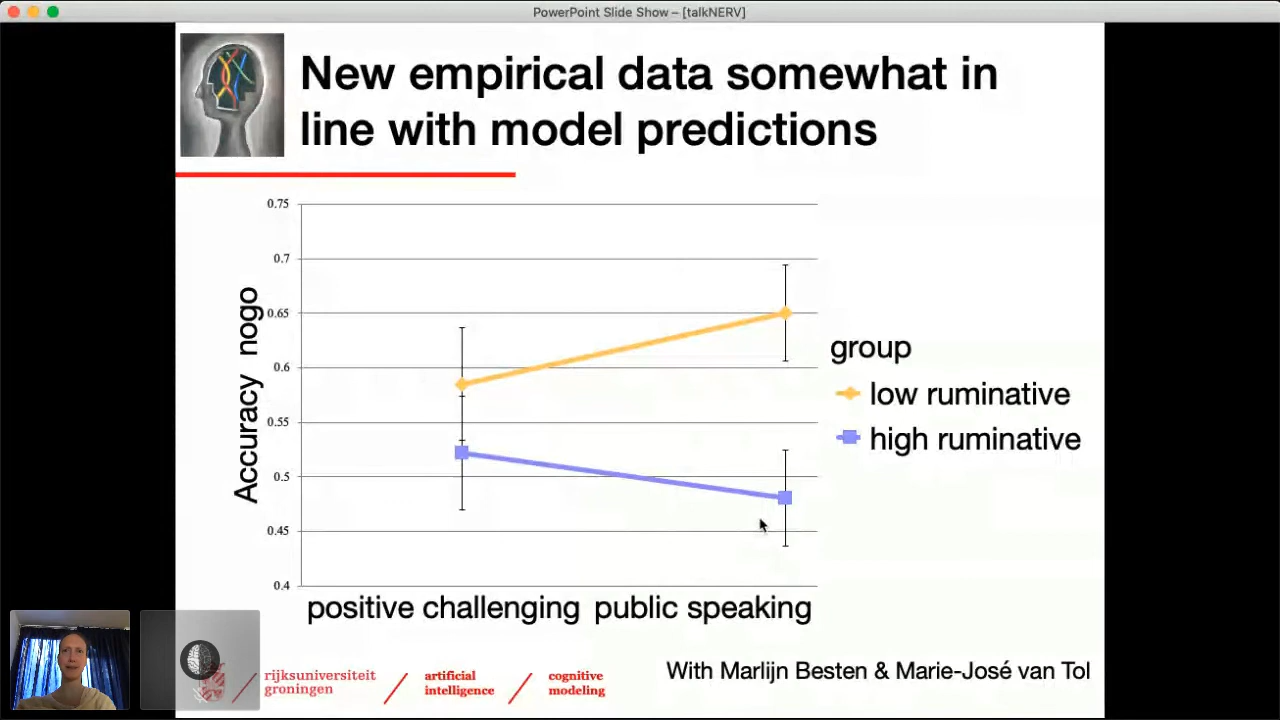 PowerPoint Slide Show – [talkNERV]
New empirical data somewhat in
line with model predictions
0.75
0.7
0.65
0.6
0.55
0.5
0.45
0.4
Accuracy nogo
positive challenging public speaking
group
low ruminative
high ruminative
With Marlijn Besten & Marie-José van Tol
rijksuniversiteit
groningen
artificial
intelligence
cognitive
modeling